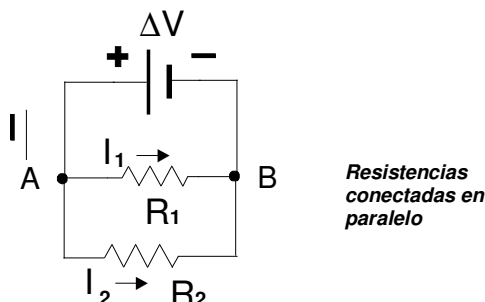 ΔV
+ −
I
I₁
A B
R₁
I₂ R₂
Resistencias
conectadas en
paralelo